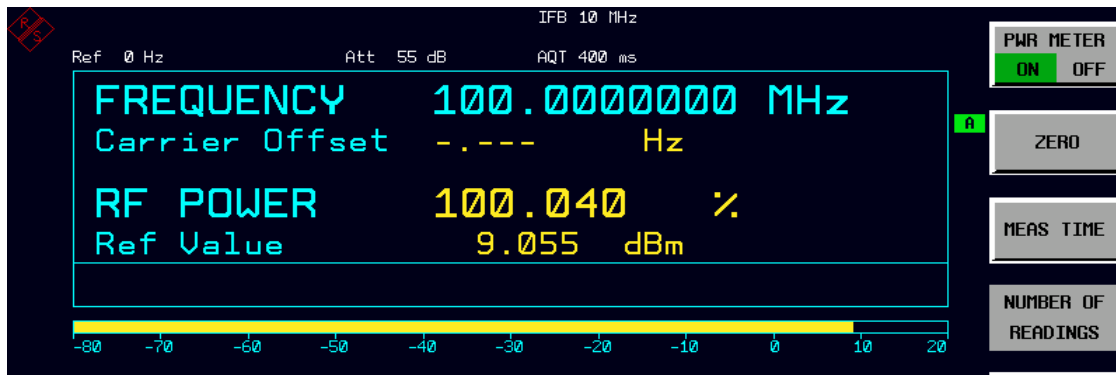 R S
IFB 10 MHz
Ref 0 Hz Att 55 dB AQT 400 ms
FREQUENCY 100.0000000 MHz
Carrier Offset -.--- Hz
RF POWER 100.040 %
Ref Value 9.055 dBm
-80 -70 -60 -50 -40 -30 -20 -10 0 10 20
A
PWR METER
ON OFF
ZERO
MEAS TIME
NUMBER OF
READINGS